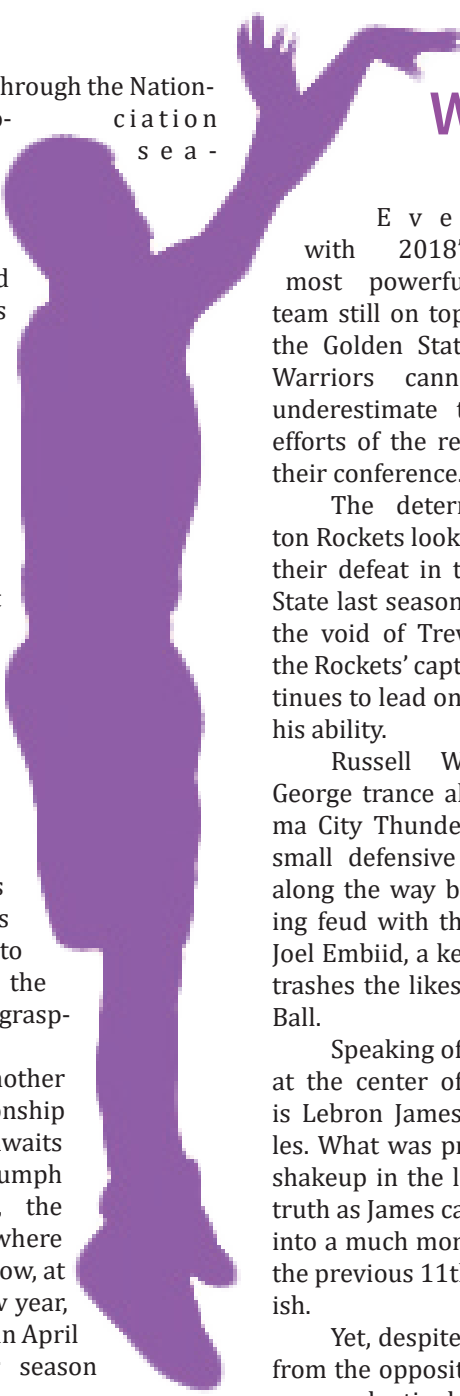 through the Nation-
ciation
s e a -
s
to
the
grasp-
nother
onship
waits
umph
the
where
ow, at
year,
n April
season
W
E v e
with 2018'
most powerfu
team still on top
the Golden Stat
Warriors cann
underestimate t
efforts of the re
their conference.
The deter
ton Rockets look
their defeat in t
State last season
the void of Trev
the Rockets' capt
tinues to lead on
his ability.
Russell W
George trance al
ma City Thunde
small defensive
along the way b
ing feud with th
Joel Embiid, a ke
trashes the likes
Ball.
Speaking of
at the center of
is Lebron James
les. What was pr
shakeup in the l
truth as James ca
into a much mor
the previous 11t
ish.
Yet, despite
from the opposit